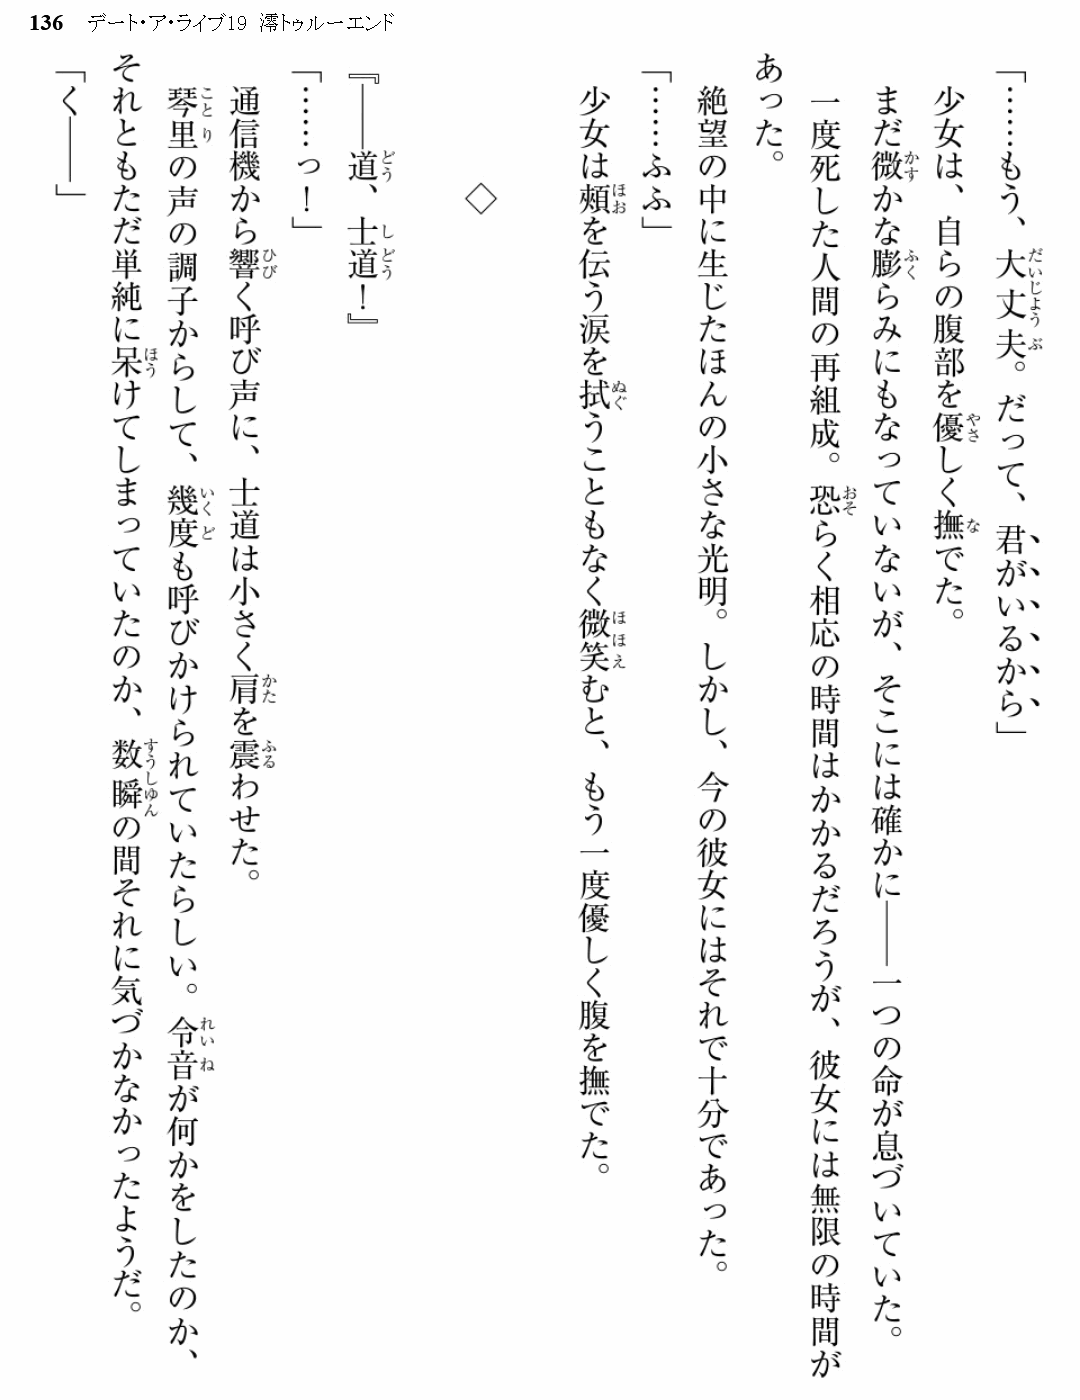 136 デート・ア・ライブ19 澪トゥルーエンド
「……もう、大丈夫。だって、君がいるから」
少女は、自らの腹部を優しく撫でた。
まだ微かな膨らみにもなっていないが、そこには確かに――一つの命が息づいていた。
一度死した人間の再組成。恐らく相応の時間はかかるだろうが、彼女には無限の時間が
あった。
絶望の中に生じたほんの小さな光明。しかし、今の彼女にはそれで十分であった。
「……ふふ」
少女は頬を伝う涙を拭うこともなく微笑むと、もう一度優しく腹を撫でた。
◇
『――道、士道！』
「……っ！」
通信機から響く呼び声に、士道は小さく肩を震わせた。
琴里の声の調子からして、幾度も呼びかけられていたらしい。令音が何かをしたのか、
それともただ単純に呆けてしまっていたのか、数瞬の間それに気づかなかったようだ。
「く――」